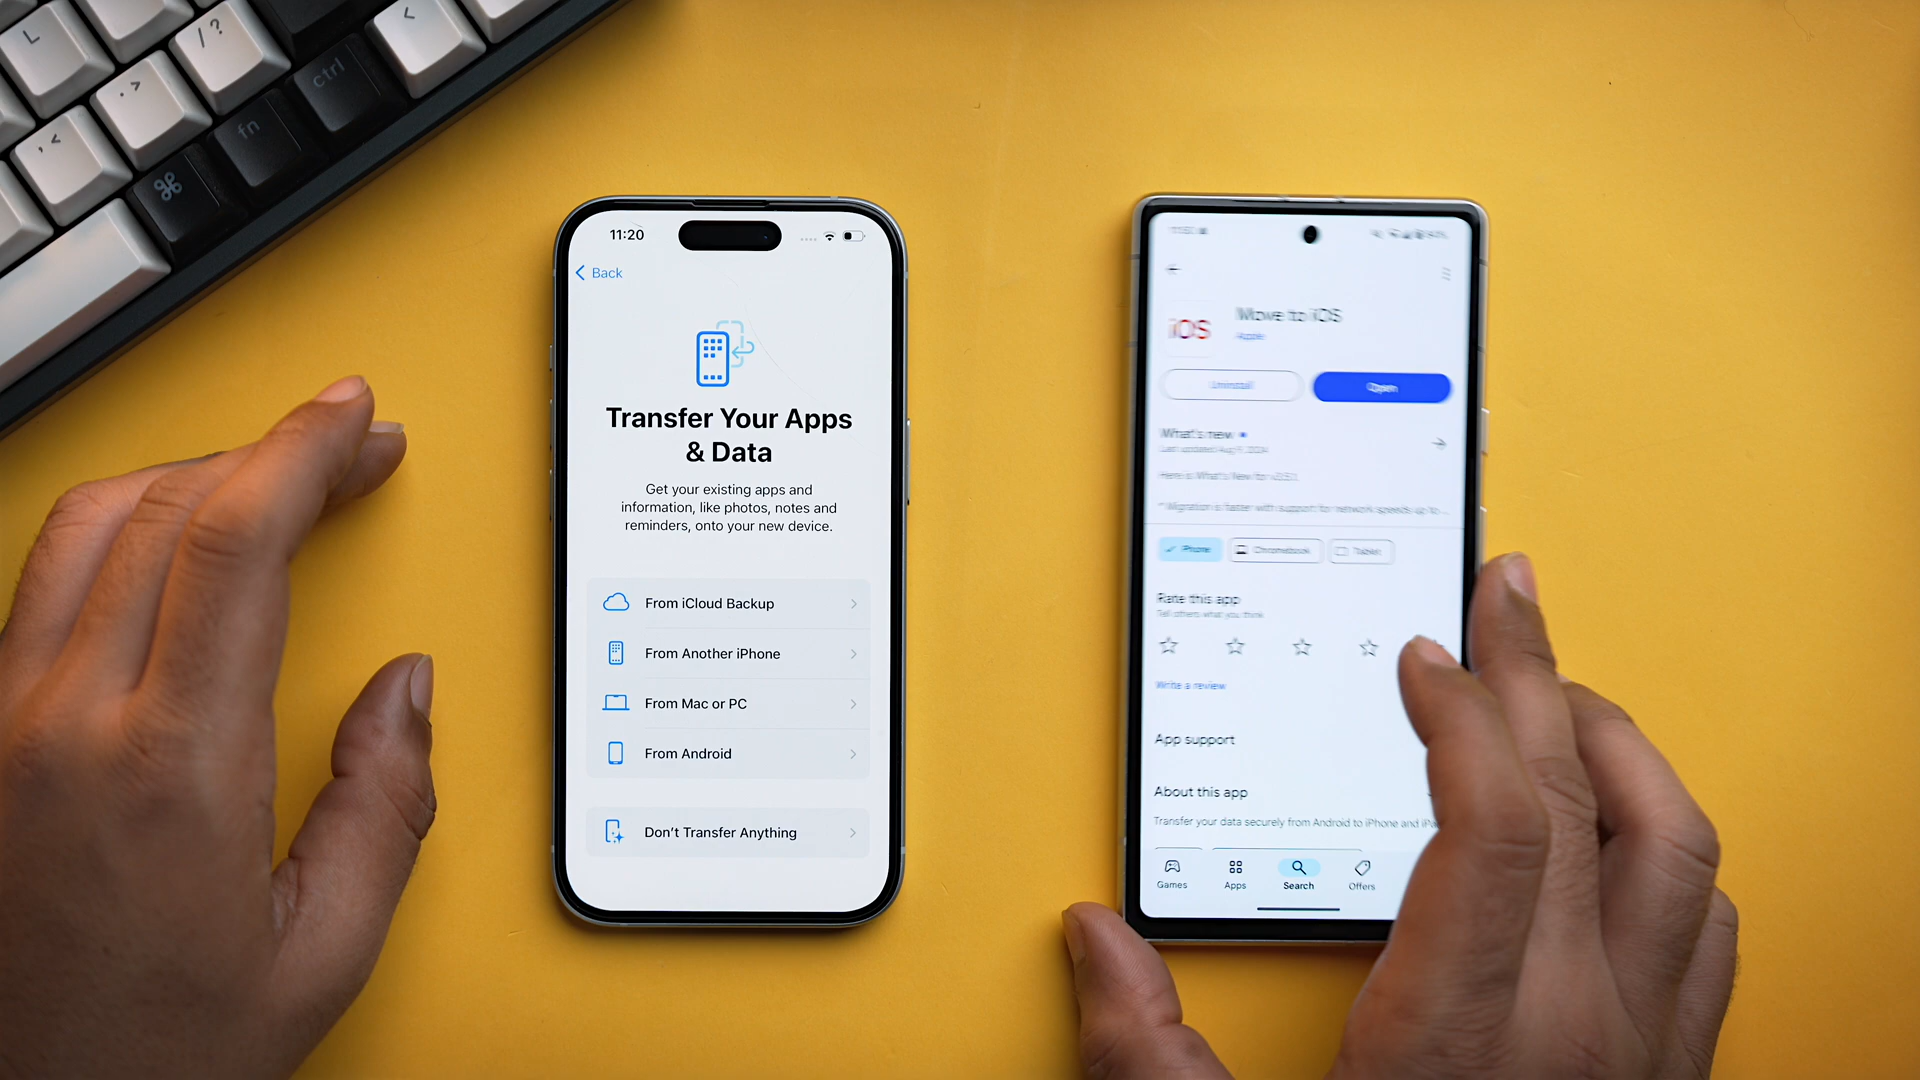 L
/ ?
<
. >
ctrl
, <
fn
⌘
11:20
Back
Transfer Your Apps
& Data
Get your existing apps and
information, like photos, notes and
reminders, onto your new device.
From iCloud Backup
From Another iPhone
From Mac or PC
From Android
Don't Transfer Anything
iOS
Move to iOS
Apple
Uninstall
Open
What's new
Last updated Aug 9, 2024
Here is What's New for
* Migration is faster with support for network speeds up to...
Phone
Chromebook
Tablet
Rate this app
Tell others what you think
Write a review
App support
About this app
Transfer your data securely from Android to iPhone and
Games
Apps
Search
Offers